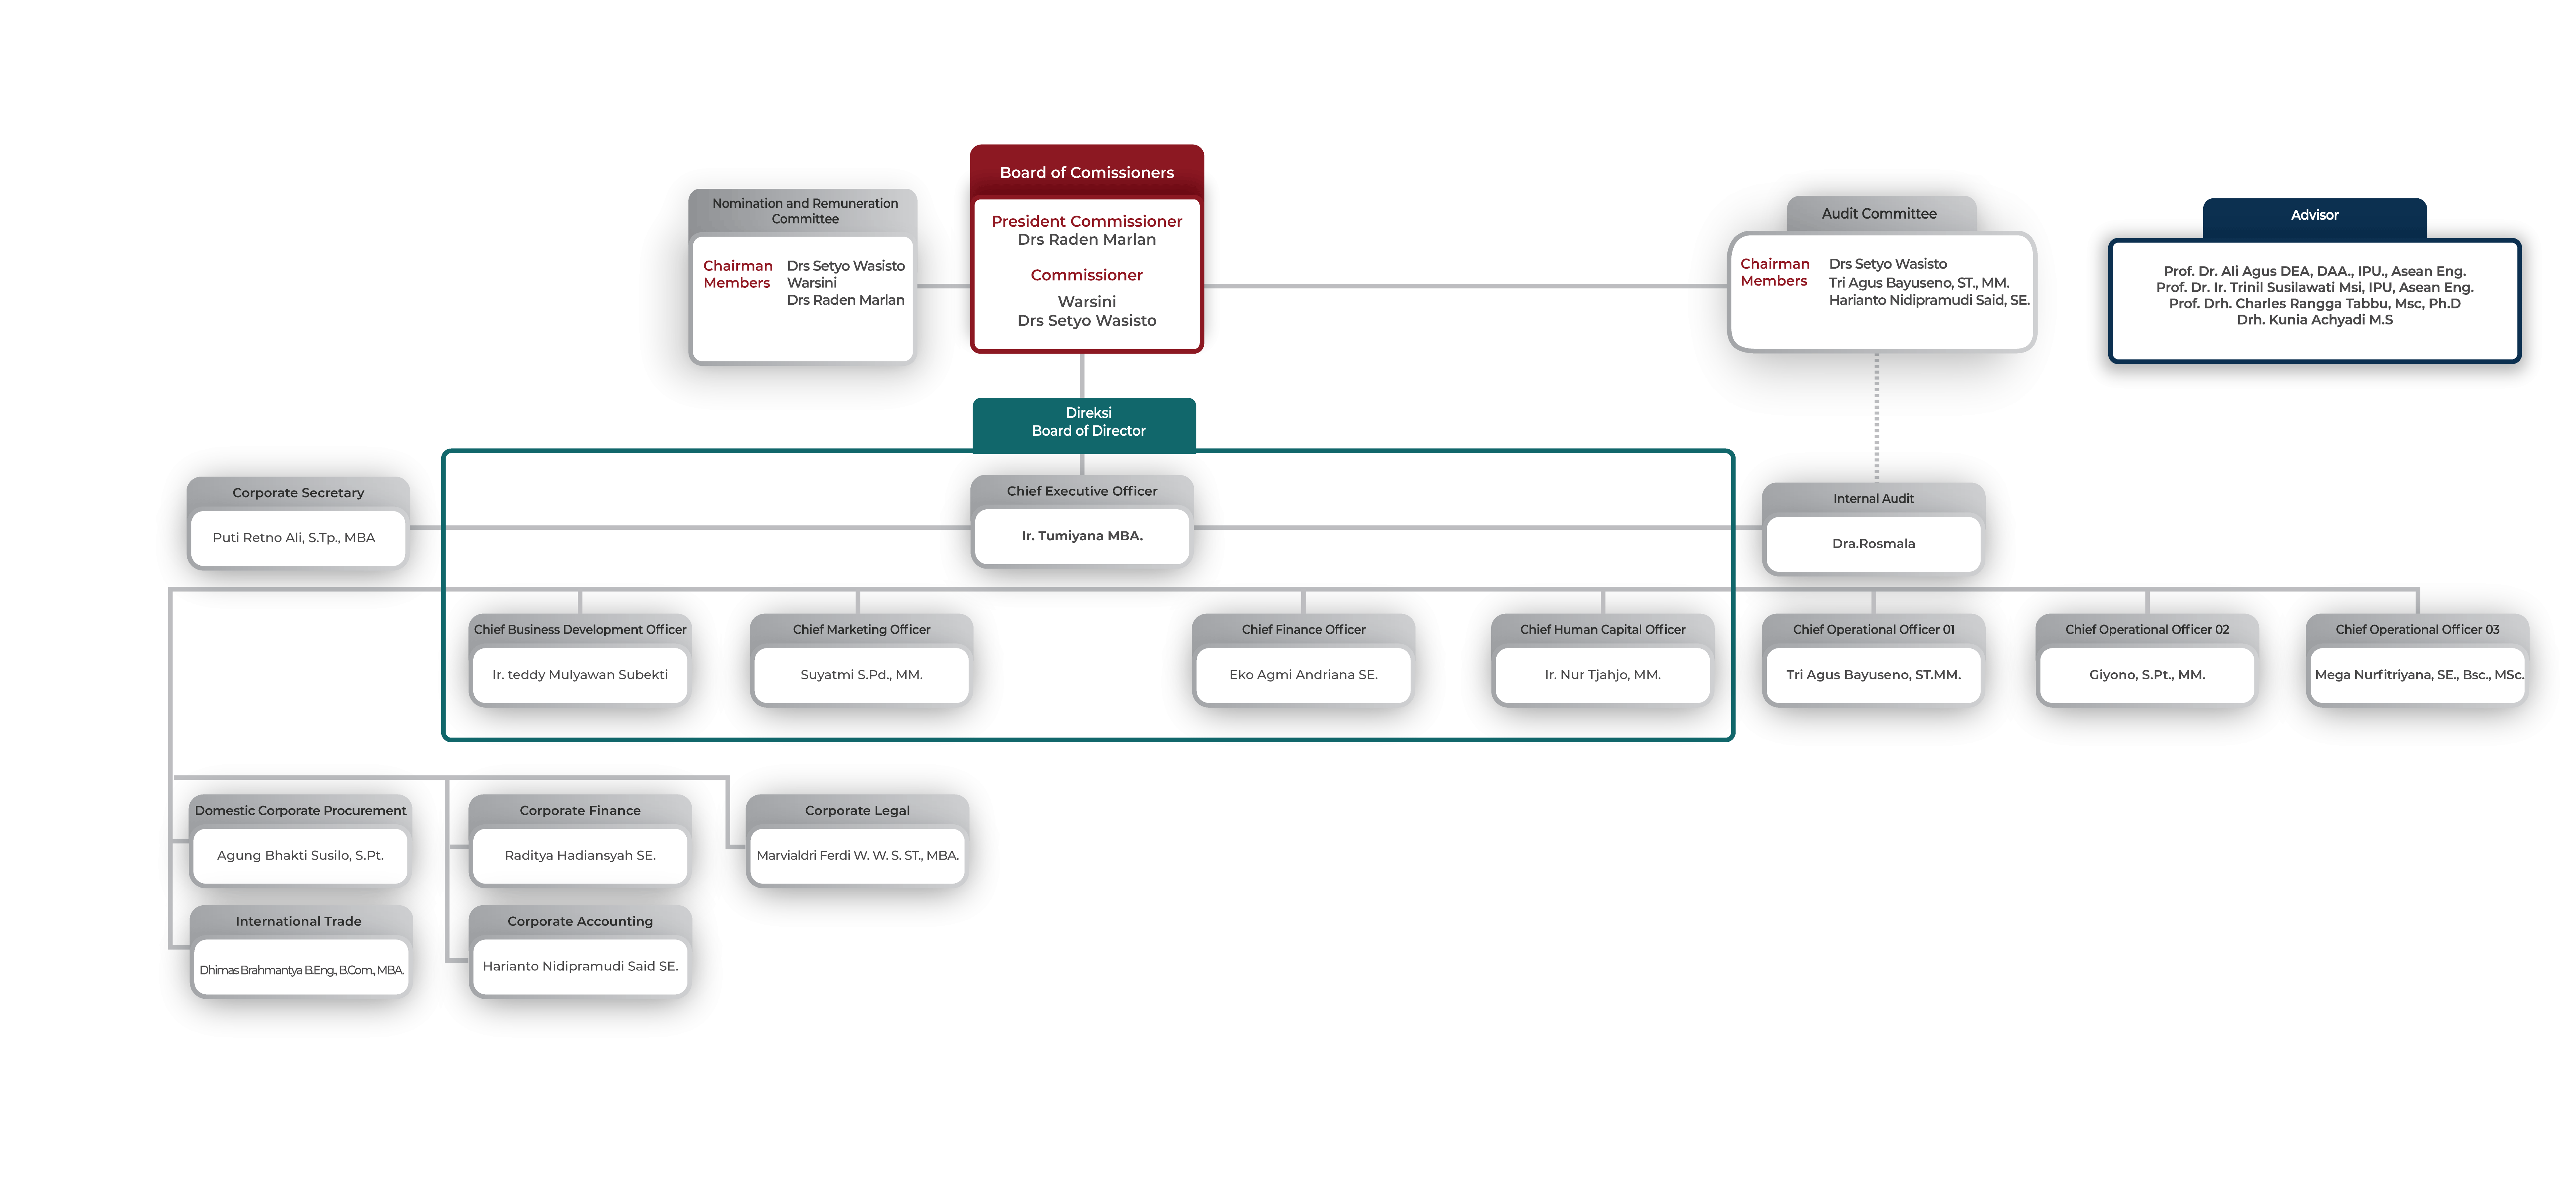 Board of Comissioners
President Commissioner
Drs Raden Marlan
Commissioner
Warsini
Drs Setyo Wasisto
Nomination and Remuneration
Committee
Chairman Drs Setyo Wasisto
Members Warsini
Drs Raden Marlan
Audit Committee
Chairman Drs Setyo Wasisto
Members Tri Agus Bayuseno, ST., MM.
Harianto Nidipramudi Said, SE.
Advisor
Prof. Dr. Ali Agus DEA, DAA., IPU., Asean Eng.
Prof. Dr. Ir. Trinil Susilawati Msi, IPU, Asean Eng.
Prof. Drh. Charles Rangga Tabbu, Msc, Ph.D
Drh. Kunia Achyadi M.S
Direksi
Board of Director
Corporate Secretary
Puti Retno Ali, S.Tp., MBA
Chief Executive Officer
Ir. Tumiyana MBA.
Internal Audit
Dra.Rosmala
Chief Business Development Officer
Ir. teddy Mulyawan Subekti
Chief Marketing Officer
Suyatmi S.Pd., MM.
Chief Finance Officer
Eko Agmi Andriana SE.
Chief Human Capital Officer
Ir. Nur Tjahjo, MM.
Chief Operational Officer 01
Tri Agus Bayuseno, ST.MM.
Chief Operational Officer 02
Giyono, S.Pt., MM.
Chief Operational Officer 03
Mega Nurfitriyana, SE., Bsc., MSc.
Domestic Corporate Procurement
Agung Bhakti Susilo, S.Pt.
Corporate Finance
Raditya Hadiansyah SE.
Corporate Legal
Marvialdri Ferdi W. W. S. ST., MBA.
International Trade
Dhimas Brahmantya B.Eng., B.Com., MBA.
Corporate Accounting
Harianto Nidipramudi Said SE.